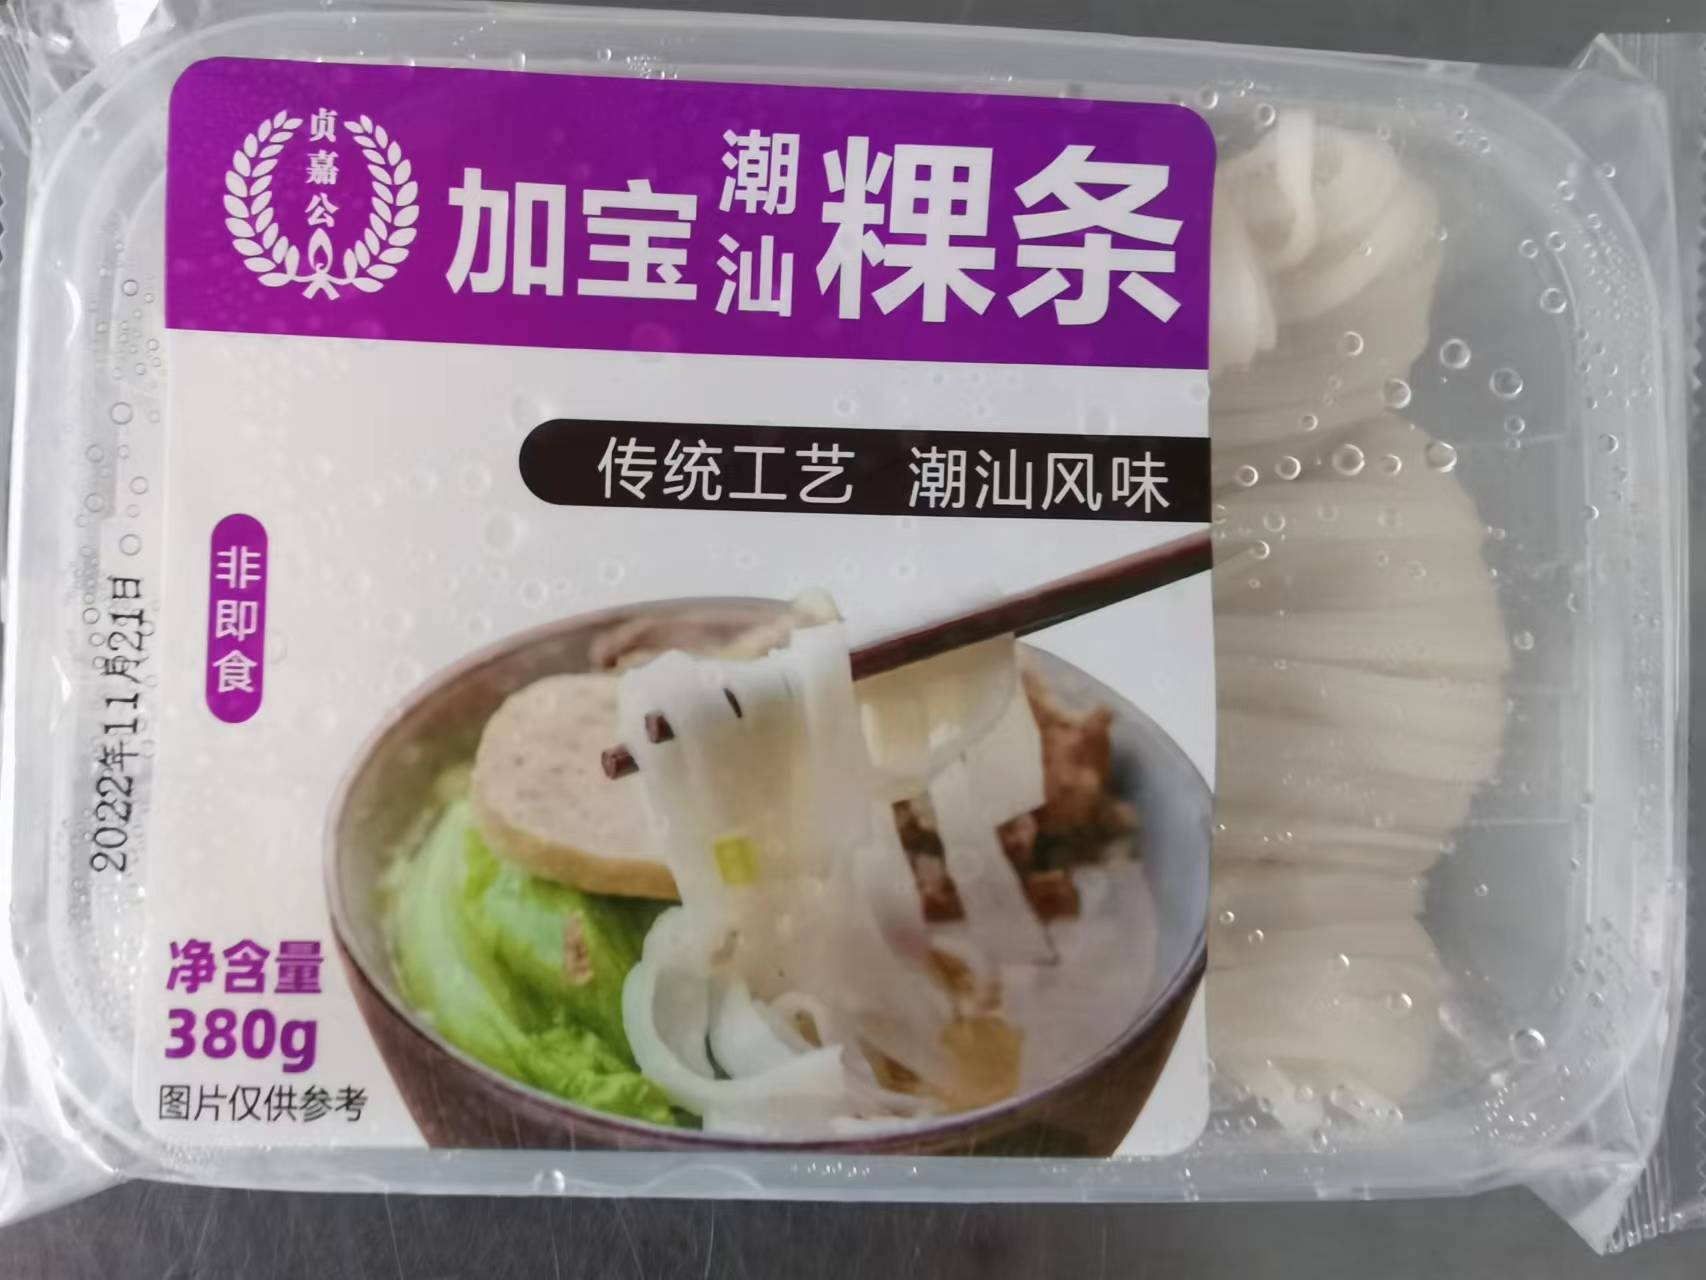 贞嘉公
加宝潮汕粿条
传统工艺 潮汕风味
非即食
2022年11月21日
净含量
380g
图片仅供参考